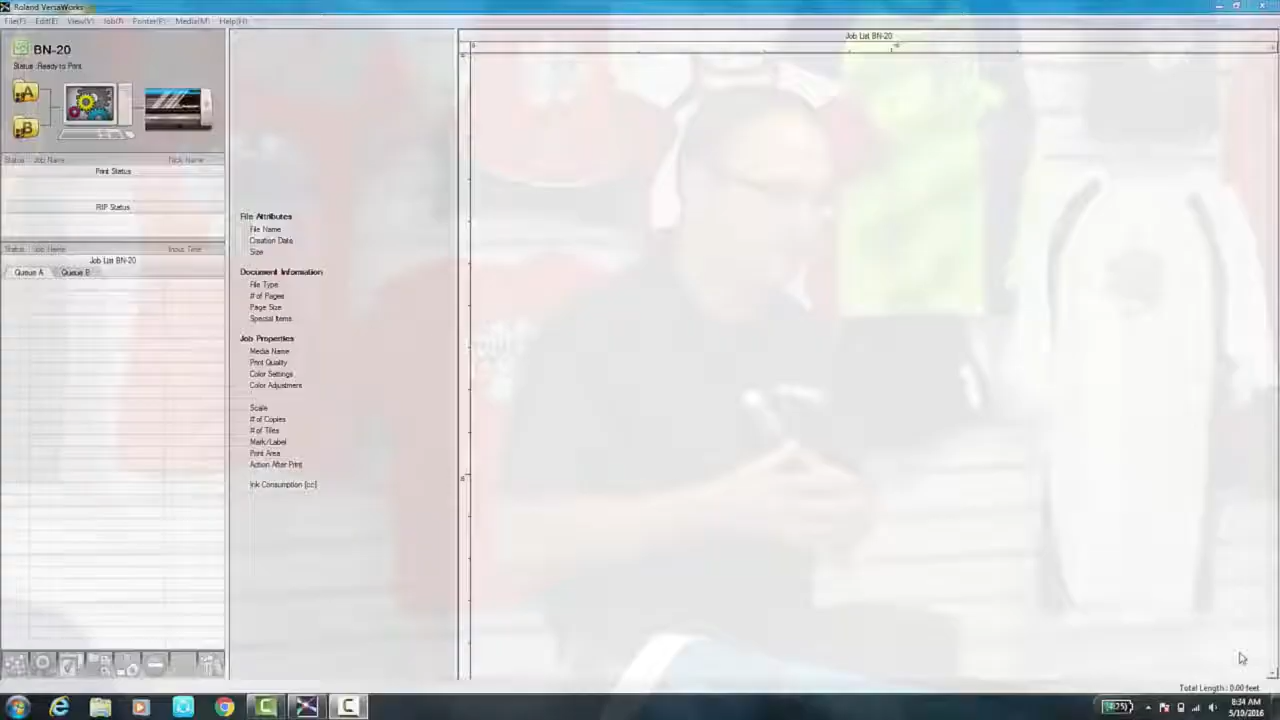 Roland VersaWorks
File(F) Edit(E) View(V) Job(J) Printer(P) Media(M) Help(H)
BN-20
Status :Ready to Print
A
B
Status Job Name Nick Name
Print Status
RIP Status
Status Job Name Input Time
Job List BN-20
Queue A Queue B
File Attributes
File Name
Creation Date
Size
Document Information
File Type
# of Pages
Page Size
Special Items
Job Properties
Media Name
Print Quality
Color Settings
Color Adjustment
Scale
# of Copies
# of Tiles
Mark/Label
Print Area
Action After Print
Ink Consumption [cc]
Job List BN-20
Total Length : 0.00 feet
(4:25)
8:34 AM
5/10/2016